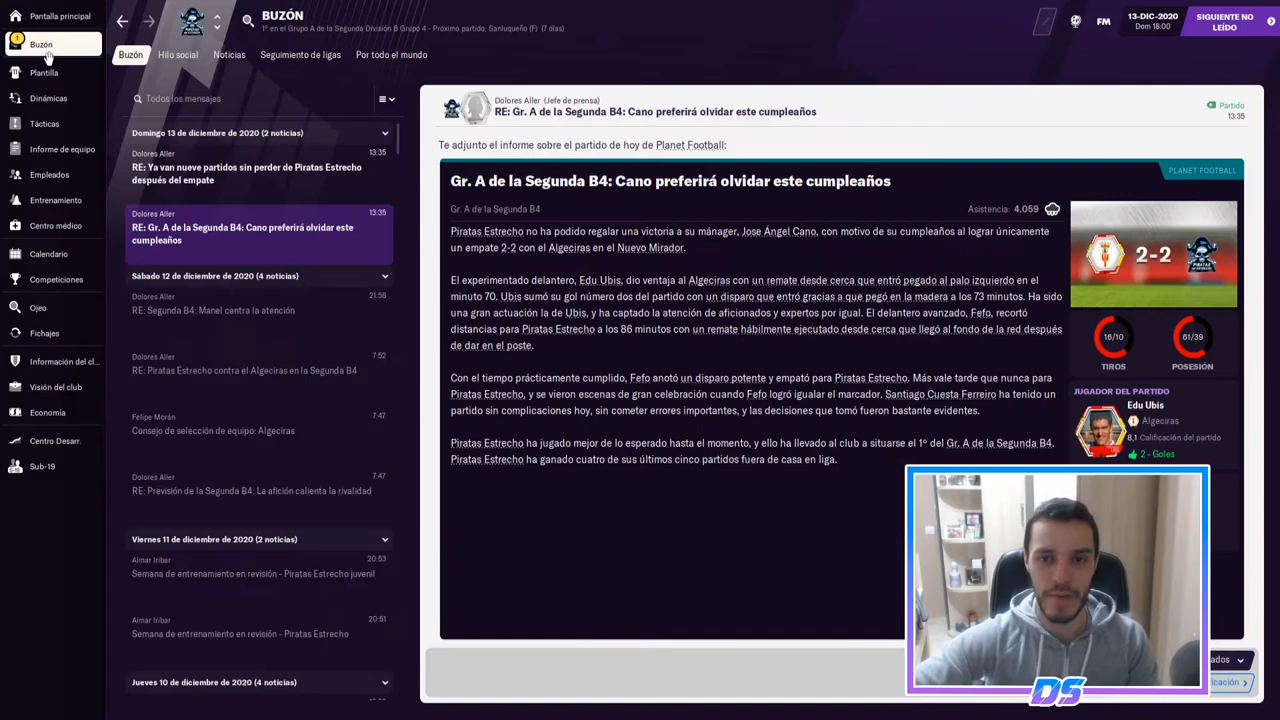 Pantalla principal
1
Buzón
Plantilla
Dinámicas
Tácticas
Informe de equipo
Empleados
Entrenamiento
Centro médico
Calendario
Competiciones
Ojeo
Fichajes
Información del cl...
Visión del club
Economía
Centro Desarr.
Sub-19
BUZÓN
1º en el Grupo A de la Segunda División B Grupo 4 - Próximo partido: Sanluqueño (F) (7 días)
FM
13-DIC-2020
Dom 18:00
SIGUIENTE NO
LEÍDO
Buzón
Hilo social
Noticias
Seguimiento de ligas
Por todo el mundo
Todos los mensajes
Domingo 13 de diciembre de 2020 (2 noticias)
Dolores Aller
13:35
RE: Ya van nueve partidos sin perder de Piratas Estrecho
después del empate
Dolores Aller
13:35
RE: Gr. A de la Segunda B4: Cano preferirá olvidar este
cumpleaños
Sábado 12 de diciembre de 2020 (4 noticias)
Dolores Aller
21:58
RE: Segunda B4: Manel centra la atención
Dolores Aller
7:52
RE: Piratas Estrecho contra el Algeciras en la Segunda B4
Felipe Morán
7:47
Consejo de selección de equipo: Algeciras
Dolores Aller
7:47
RE: Previsión de la Segunda B4: La afición calienta la rivalidad
Viernes 11 de diciembre de 2020 (2 noticias)
Aimar Iribar
20:53
Semana de entrenamiento en revisión - Piratas Estrecho juvenil
Aimar Iribar
20:51
Semana de entrenamiento en revisión - Piratas Estrecho
Jueves 10 de diciembre de 2020 (4 noticias)
Dolores Aller (Jefe de prensa)
RE: Gr. A de la Segunda B4: Cano preferirá olvidar este cumpleaños
Partido
13:35
Te adjunto el informe sobre el partido de hoy de Planet Football:
PLANET FOOTBALL
Gr. A de la Segunda B4: Cano preferirá olvidar este cumpleaños
Gr. A de la Segunda B4
Asistencia: 4.059
Piratas Estrecho no ha podido regalar una victoria a su mánager, Jose Ángel Cano, con motivo de su cumpleaños al lograr únicamente
un empate 2-2 con el Algeciras en el Nuevo Mirador.
El experimentado delantero, Edu Ubis, dio ventaja al Algeciras con un remate desde cerca que entró pegado al palo izquierdo en el
minuto 70. Ubis sumó su gol número dos del partido con un disparo que entró gracias a que pegó en la madera a los 73 minutos. Ha sido
una gran actuación la de Ubis, y ha captado la atención de aficionados y expertos por igual. El delantero avanzado, Fefo, recortó
distancias para Piratas Estrecho a los 86 minutos con un remate hábilmente ejecutado desde cerca que llegó al fondo de la red después
de dar en el poste.
Con el tiempo prácticamente cumplido, Fefo anotó un disparo potente y empató para Piratas Estrecho. Más vale tarde que nunca para
Piratas Estrecho, y se vieron escenas de gran celebración cuando Fefo logró igualar el marcador. Santiago Cuesta Ferreiro ha tenido un
partido sin complicaciones hoy, sin cometer errores importantes, y las decisiones que tomó fueron bastante evidentes.
Piratas Estrecho ha jugado mejor de lo esperado hasta el momento, y ello ha llevado al club a situarse el 1º del Gr. A de la Segunda B4.
Piratas Estrecho ha ganado cuatro de sus últimos cinco partidos fuera de casa en liga.
2-2
16/10
TIROS
61/39
POSESIÓN
JUGADOR DEL PARTIDO
Edu Ubis
Algeciras
8,1 Calificación del partido
2 - Goles
ados
ficación
DS